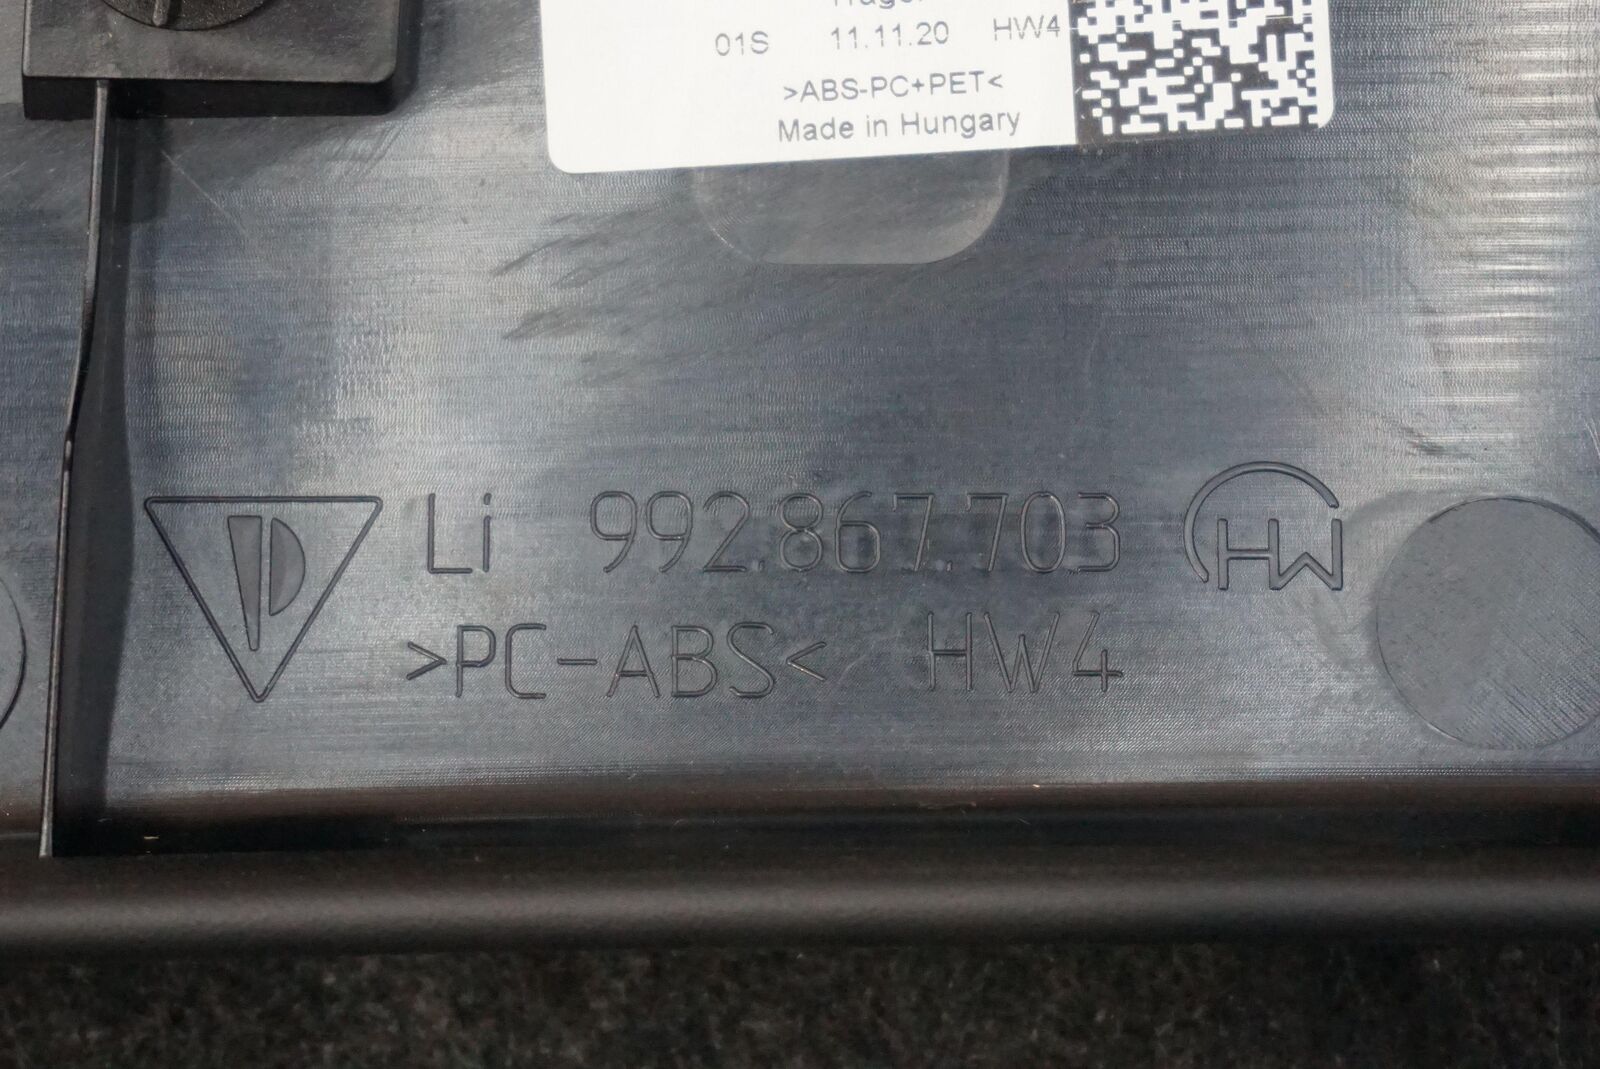 01S 11.11.20 HW4
>ABS-PC+PET<
Made in Hungary
Li 992.867.703 HW
>PC-ABS< HW4